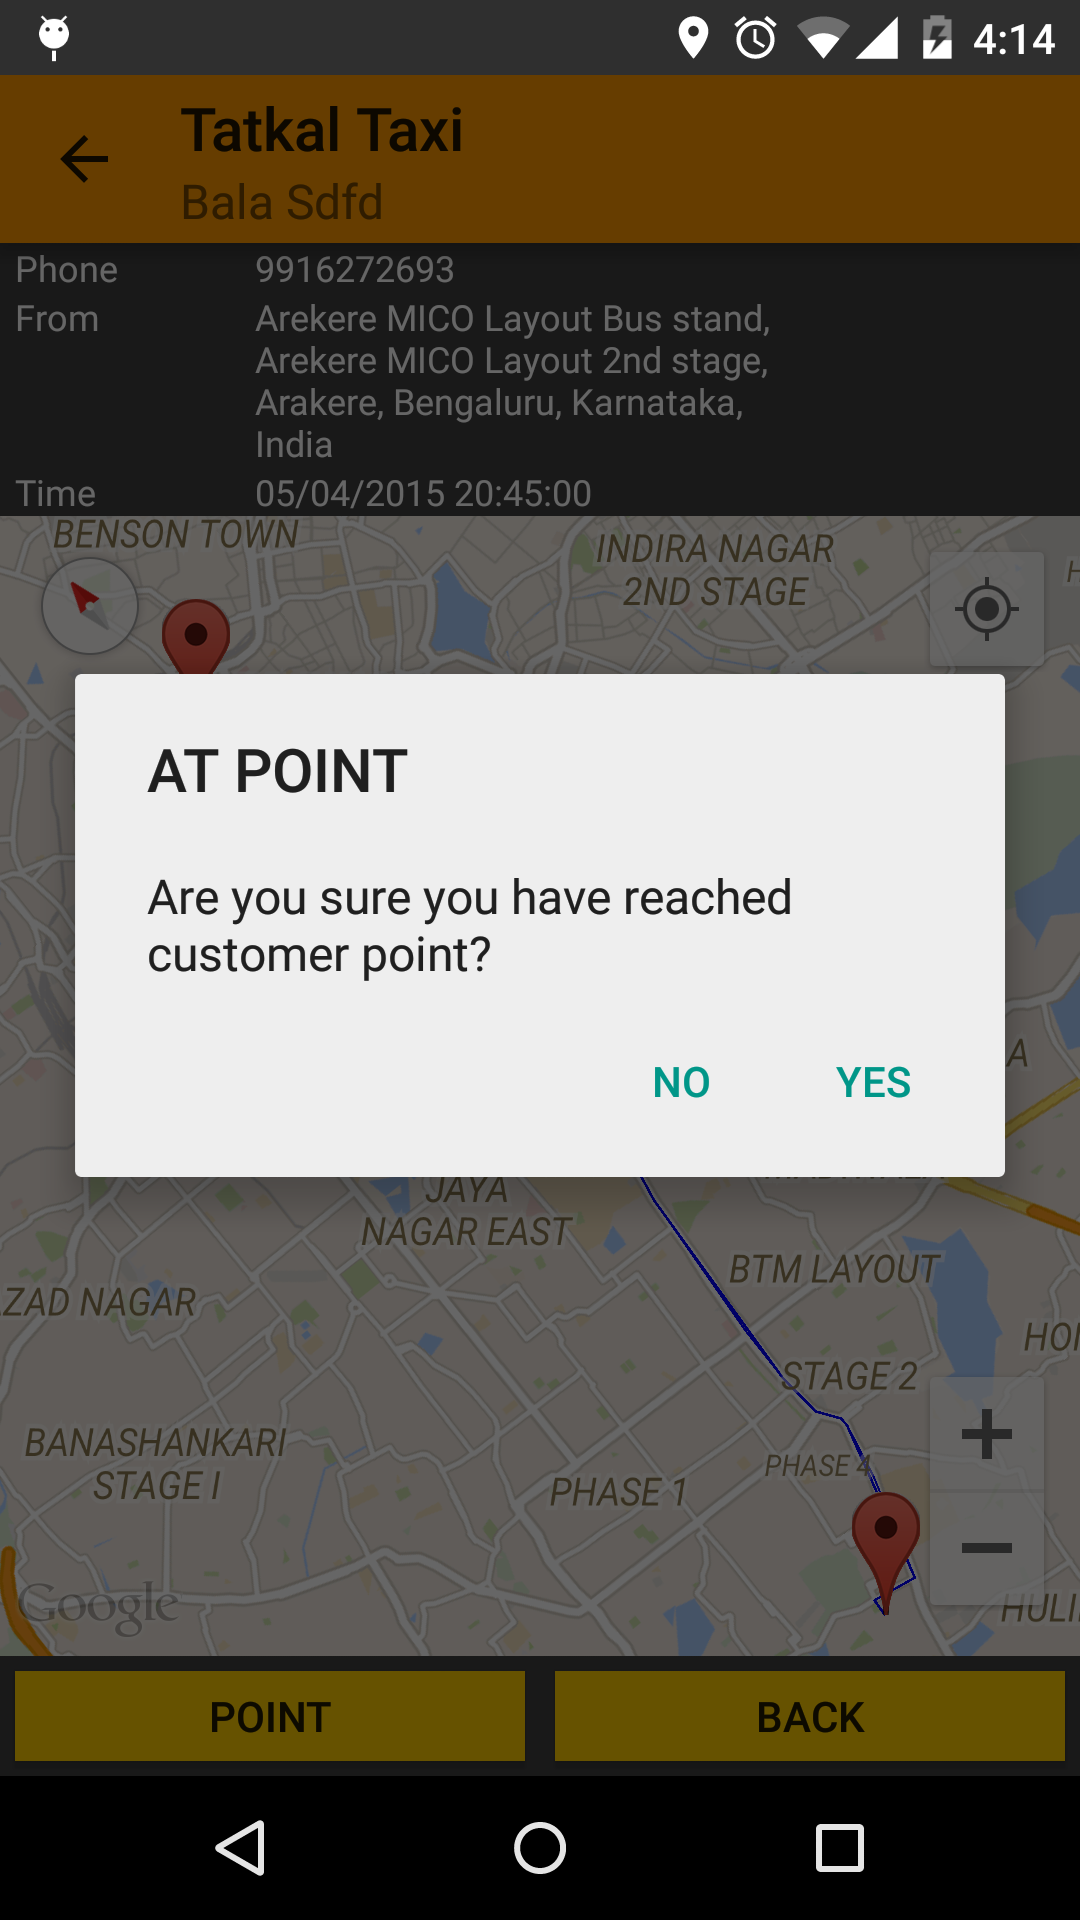 4:14
Tatkal Taxi
Bala Sdfd
Phone 9916272693
From Arekere MICO Layout Bus stand,
Arekere MICO Layout 2nd stage,
Arakere, Bengaluru, Karnataka,
India
Time 05/04/2015 20:45:00
BENSON TOWN
INDIRA NAGAR
2ND STAGE
H
AT POINT
Are you sure you have reached
customer point?
NO YES
A
JAYA
NAGAR EAST
BTM LAYOUT
ZAD NAGAR
HO
STAGE 2
BANASHANKARI
STAGE I
PHASE 4
PHASE 1
Google
HULI
POINT BACK